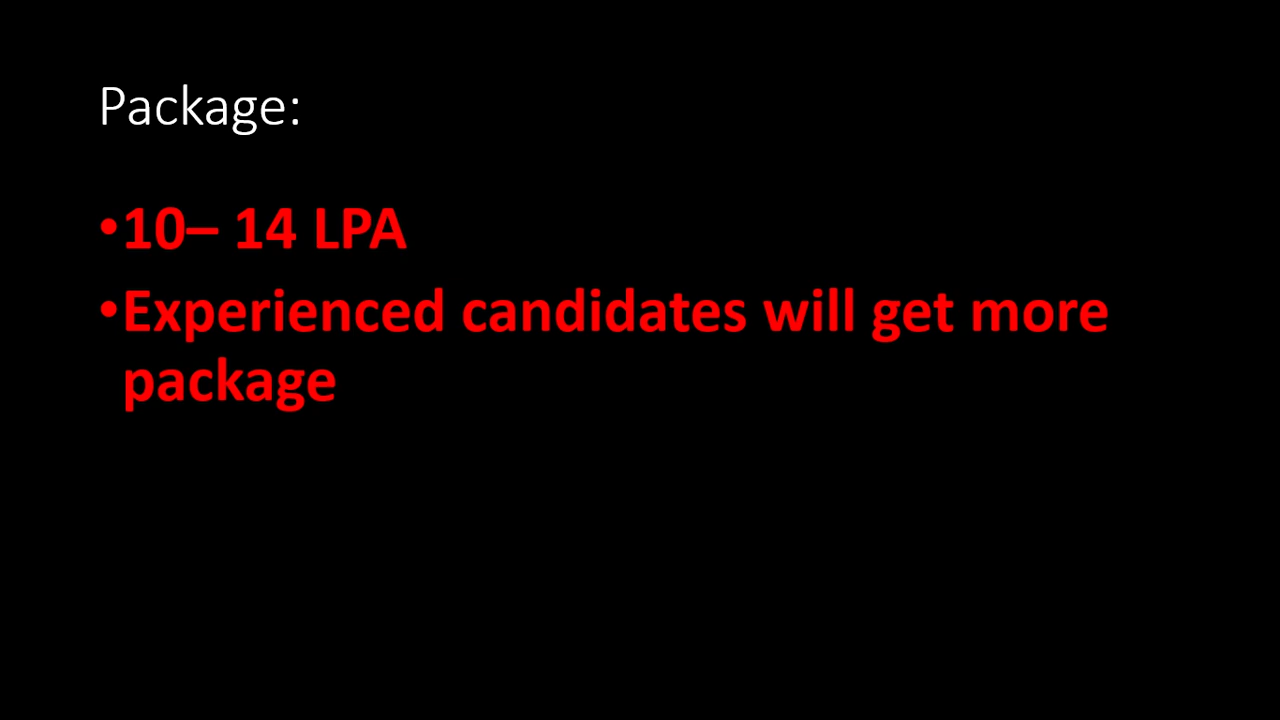 Package:
•10– 14 LPA
•Experienced candidates will get more
package